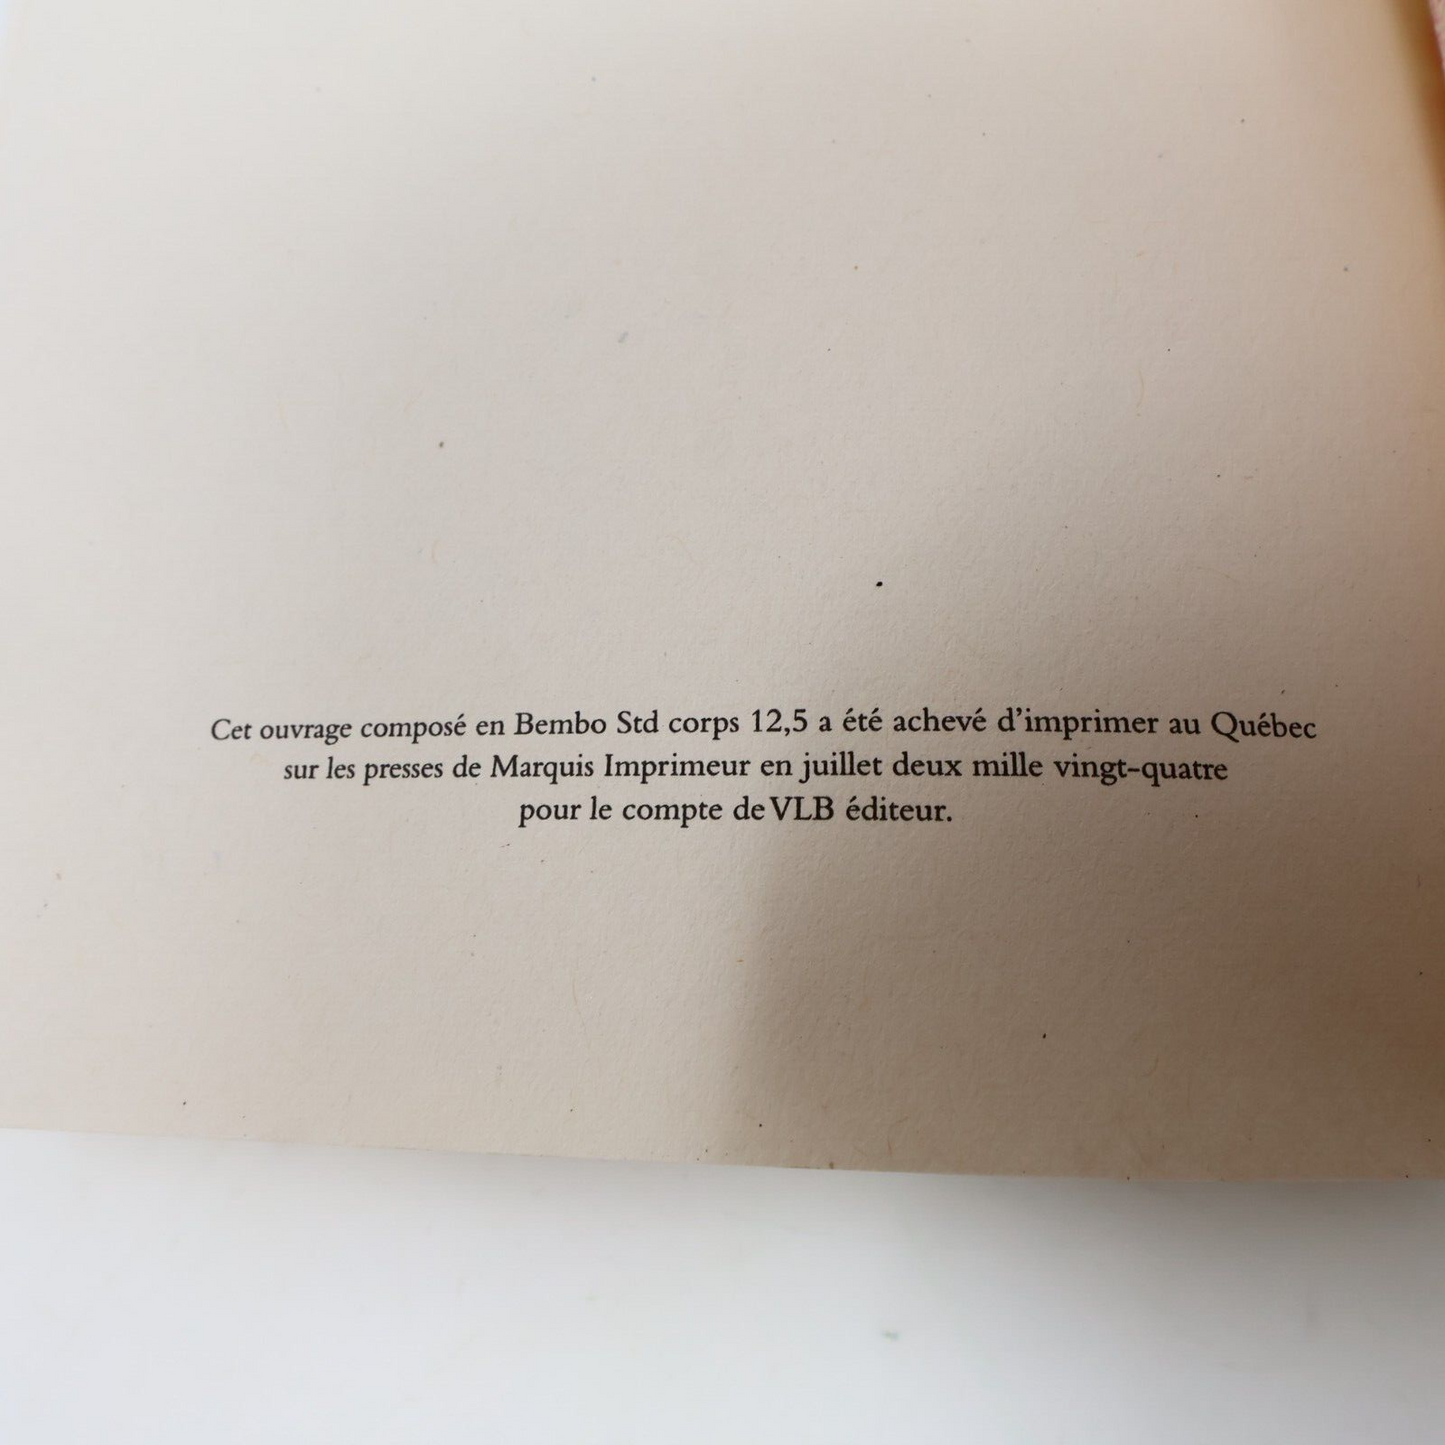 Cet ouvrage composé en Bembo Std corps 12,5 a été achevé d'imprimer au Québec
sur les presses de Marquis Imprimeur en juillet deux mille vingt-quatre
pour le compte de VLB éditeur.